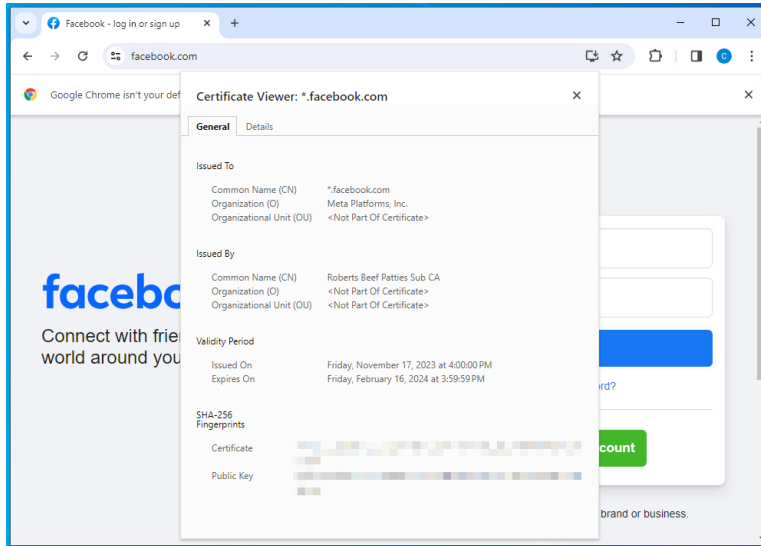 Facebook - log in or sign up
facebook.com
C
Google Chrome isn't your def
Certificate Viewer: *.facebook.com
General Details
Issued To
Common Name (CN) *.facebook.com
Organization (O) Meta Platforms, Inc.
Organizational Unit (OU) <Not Part Of Certificate>
Issued By
Common Name (CN) Roberts Beef Patties Sub CA
Organization (O) <Not Part Of Certificate>
Organizational Unit (OU) <Not Part Of Certificate>
facebo
Connect with frie
world around you
Validity Period
Issued On Friday, November 17, 2023 at 4:00:00 PM
Expires On Friday, February 16, 2024 at 3:59:59 PM
rd?
SHA-256
Fingerprints
Certificate
Public Key
count
brand or business.